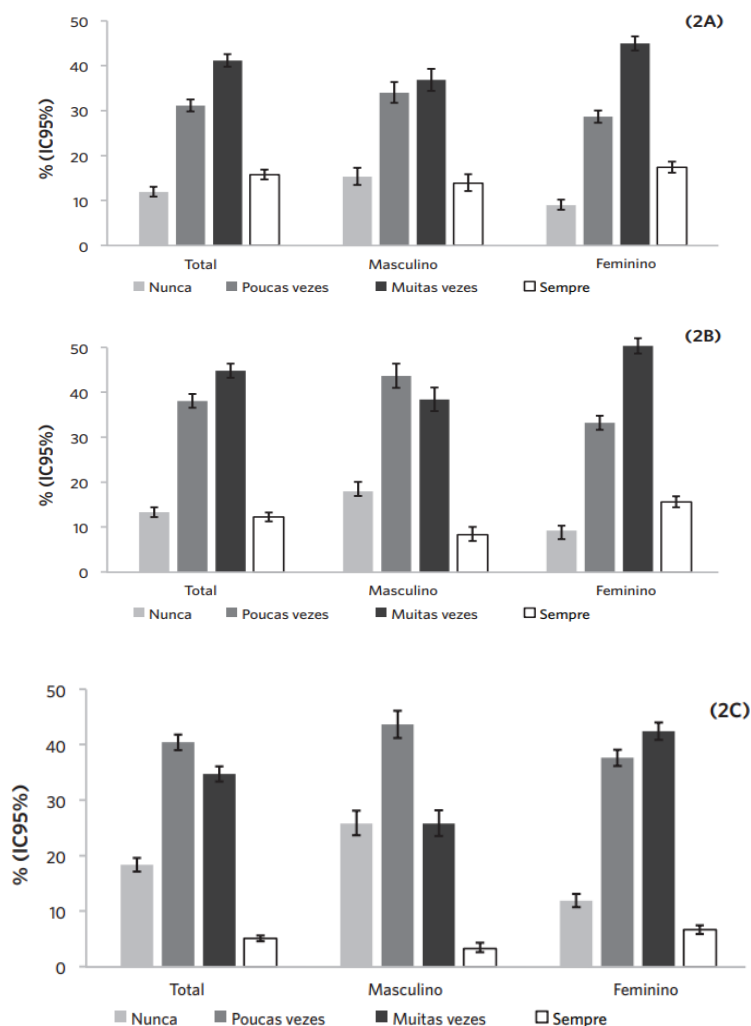 (2A)
% (IC95%)
50
40
30
20
10
0
Total Masculino Feminino
Nunca Poucas vezes Muitas vezes Sempre
(2B)
% (IC95%)
50
40
30
20
10
0
Total Masculino Feminino
Nunca Poucas vezes Muitas vezes Sempre
(2C)
% (IC95%)
50
40
30
20
10
0
Total Masculino Feminino
Nunca Poucas vezes Muitas vezes Sempre